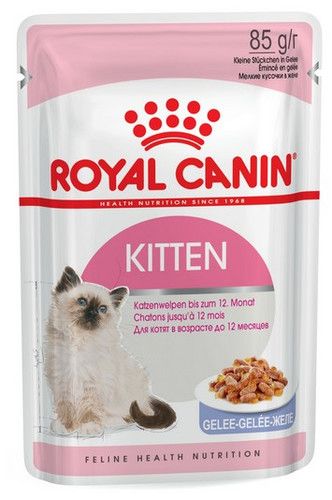 85 g/г
Kleine Stückchen in Gelee
Émincé en gelée
Мелкие кусочки в желе
ROYAL CANIN
HEALTH NUTRITION SINCE 1968
KITTEN
Katzenwelpen bis zum 12. Monat
Chatons jusqu'à 12 mois
Для котят в возрасте до 12 месяцев
GELEE-GELÉE-ЖЕЛЕ
FELINE HEALTH NUTRITION